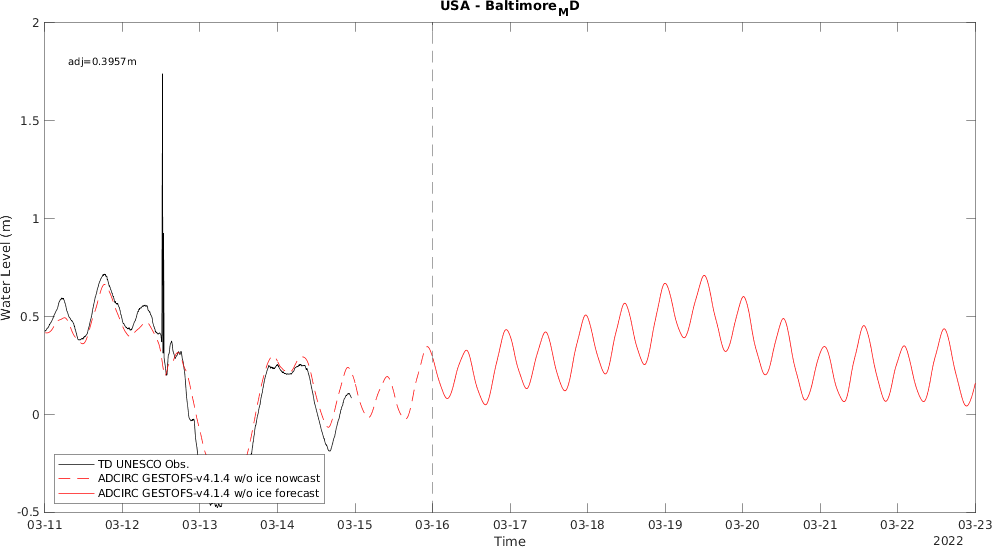 USA - Baltimore_MD
adj=0.3957m
2
1.5
1
0.5
0
-0.5
Water Level (m)
TD UNESCO Obs.
ADCIRC GESTOFS-v4.1.4 w/o ice nowcast
ADCIRC GESTOFS-v4.1.4 w/o ice forecast
03-11 03-12 03-13 03-14 03-15 03-16 03-17 03-18 03-19 03-20 03-21 03-22 03-23
Time
2022